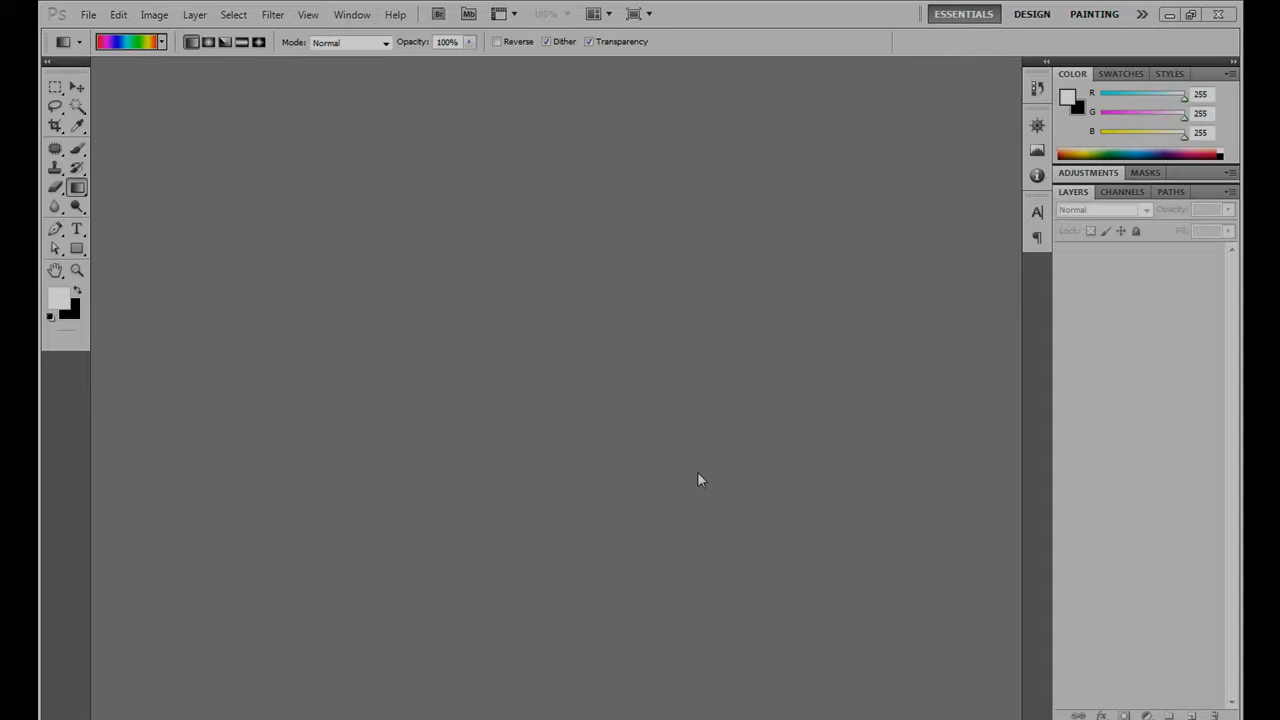 Ps File Edit Image Layer Select Filter View Window Help Br Mb 100% ESSENTIALS DESIGN PAINTING
Mode: Normal Opacity: 100% Reverse Dither Transparency
COLOR SWATCHES STYLES
R 255
G 255
B 255
ADJUSTMENTS MASKS
LAYERS CHANNELS PATHS
Normal Opacity:
Lock: Fill: